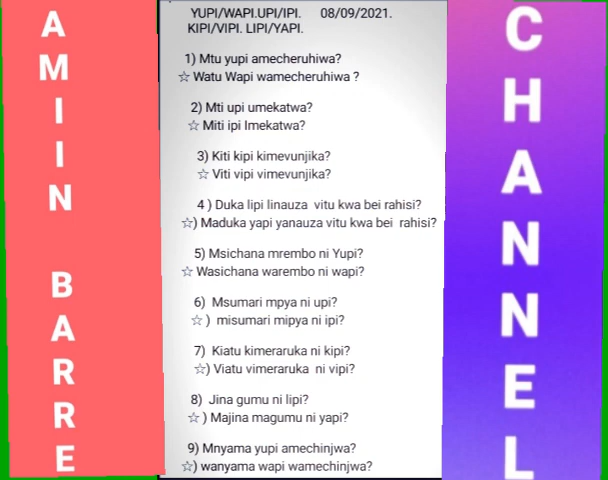 AMIIN BARRE
YUPI/WAPI.UPI/IPI. 08/09/2021.
KIPI/VIPI. LIPI/YAPI.
1) Mtu yupi amecheruhiwa?
☆ Watu Wapi wamecheruhiwa ?
2) Mti upi umekatwa?
☆ Miti ipi Imekatwa?
3) Kiti kipi kimevunjika?
☆ Viti vipi vimevunjika?
4 ) Duka lipi linauza vitu kwa bei rahisi?
☆) Maduka yapi yanauza vitu kwa bei rahisi?
5) Msichana mrembo ni Yupi?
☆ Wasichana warembo ni wapi?
6) Msumari mpya ni upi?
☆ ) misumari mipya ni ipi?
7) Kiatu kimeraruka ni kipi?
☆) Viatu vimeraruka ni vipi?
8) Jina gumu ni lipi?
☆ ) Majina magumu ni yapi?
9) Mnyama yupi amechinjwa?
☆) wanyama wapi wamechinjwa?
CHANNEL